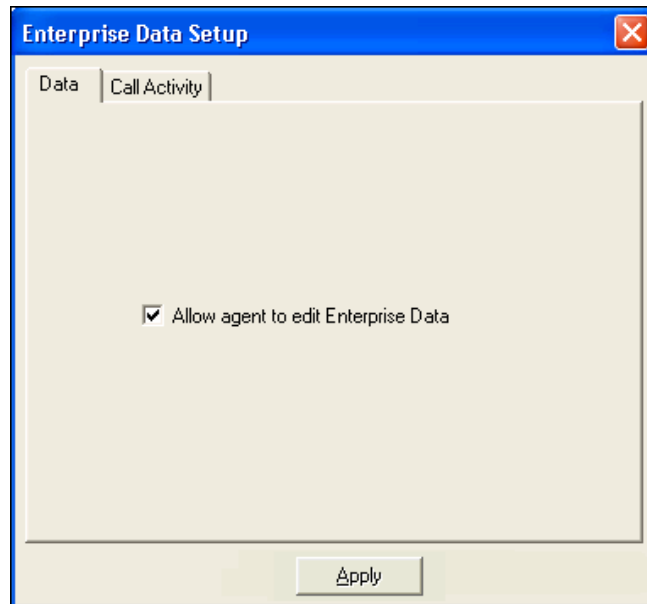 Enterprise Data Setup
Data
Call Activity
Allow agent to edit Enterprise Data
Apply